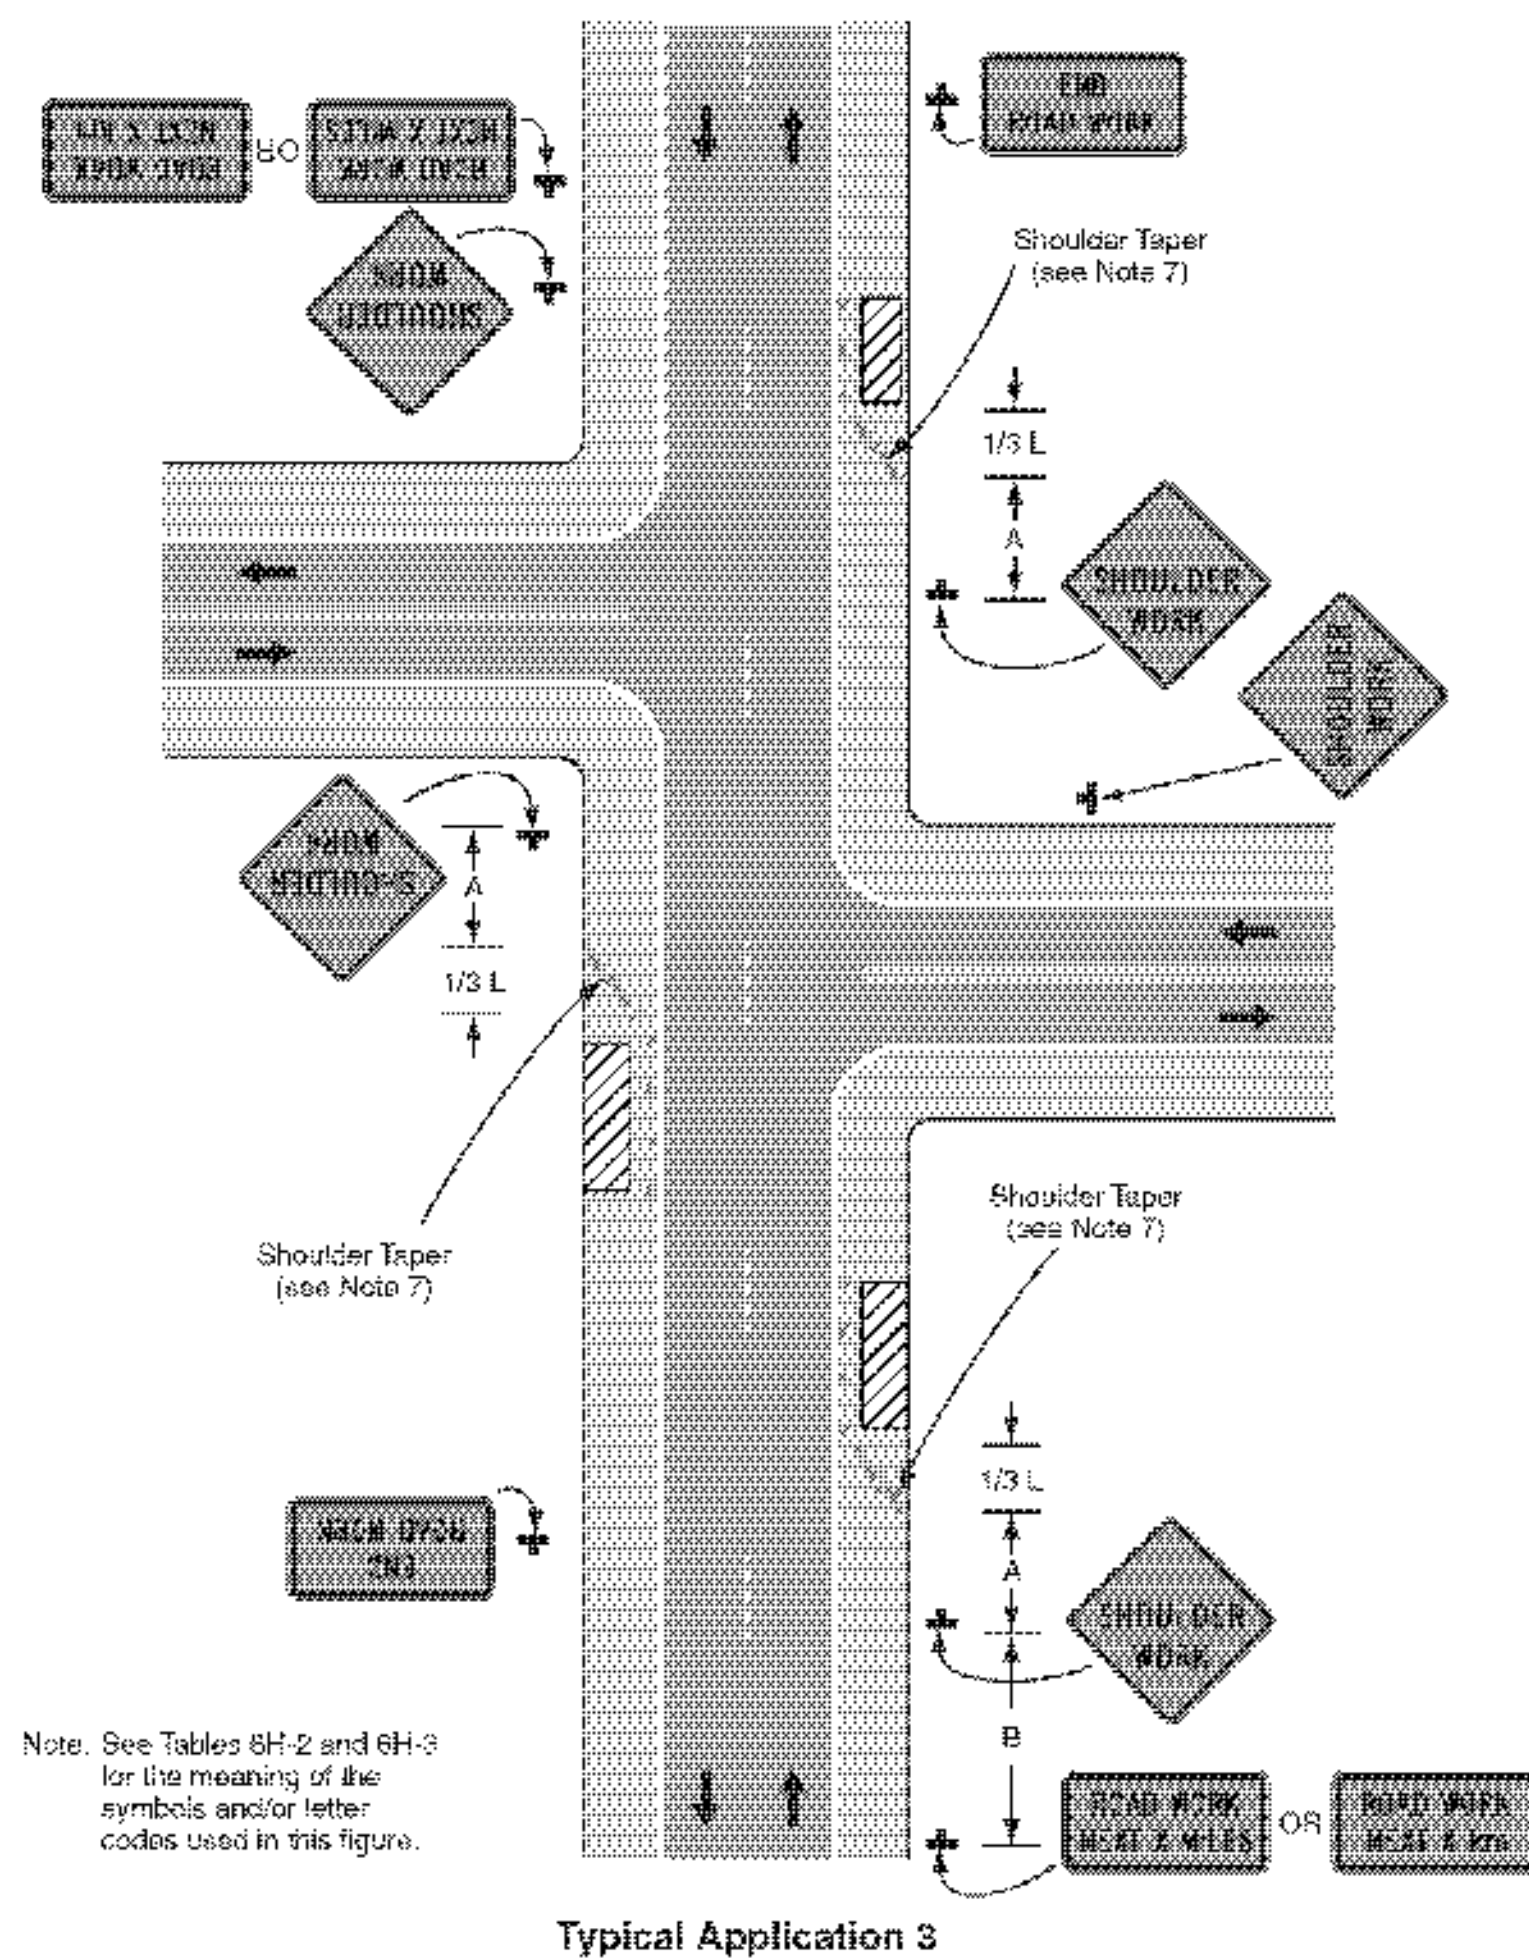 END
ROAD WORK
ROAD WORK
NEXT X MILES
OR
ROAD WORK
NEXT X KM
SHOULDER
WORK
Shoulder Taper
(see Note 7)
1/3 L
A
SHOULDER
WORK
SHOULDER
WORK
SHOULDER
WORK
A
1/3 L
Shoulder Taper
(see Note 7)
Shoulder Taper
(see Note 7)
1/3 L
A
END
ROAD WORK
SHOULDER
WORK
B
Note: See Tables 6H-2 and 6H-3
for the meaning of the
symbols and/or letter
codes used in this figure.
ROAD WORK
NEXT X MILES
OR
ROAD WORK
NEXT X km
Typical Application 3